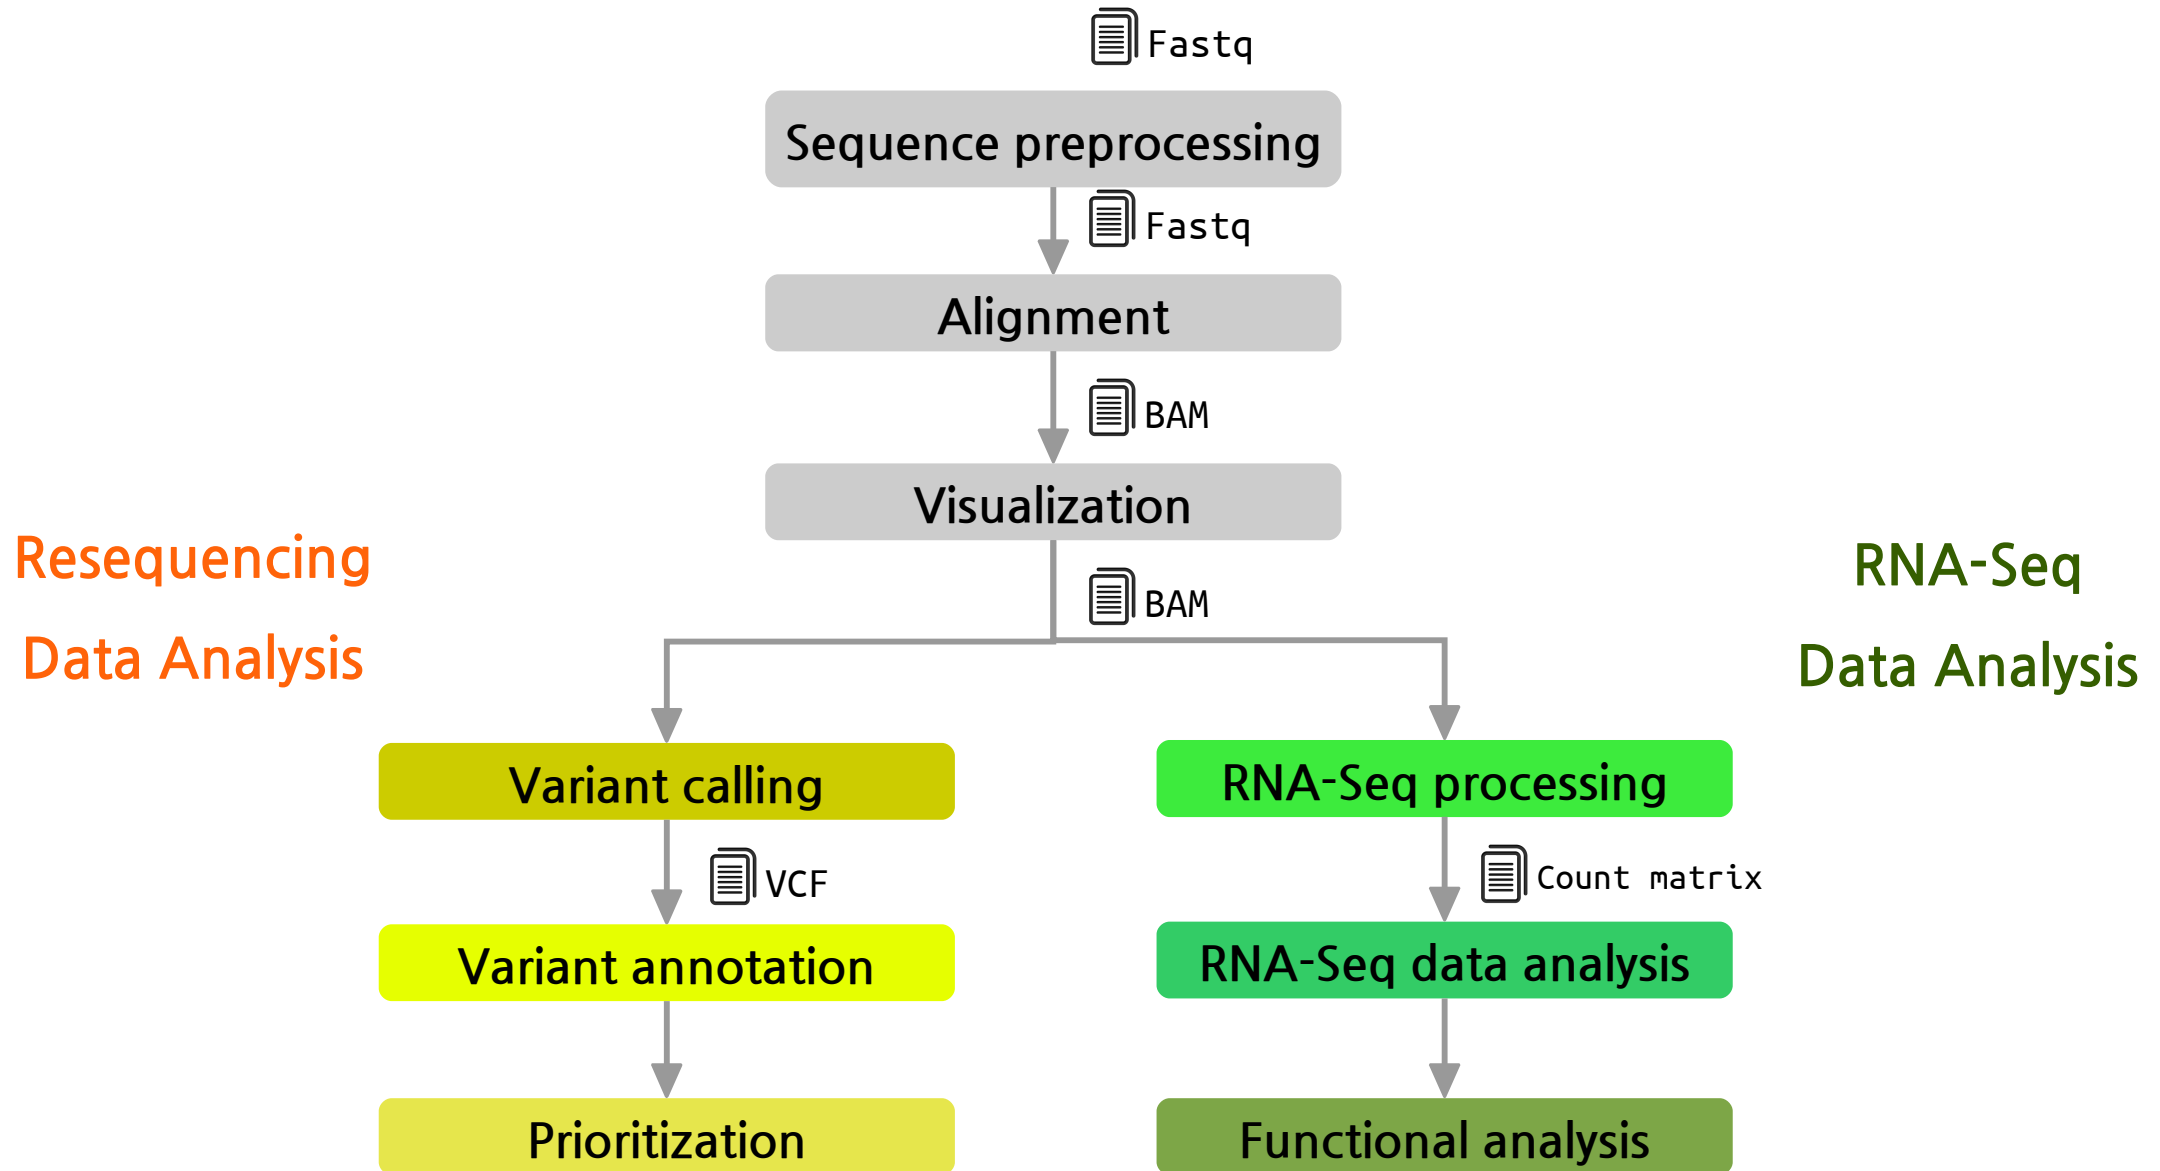 Fastq
Sequence preprocessing
Fastq
Alignment
BAM
Visualization
Resequencing
Data Analysis
RNA-Seq
Data Analysis
BAM
Variant calling
RNA-Seq processing
VCF
Count matrix
Variant annotation
RNA-Seq data analysis
Prioritization
Functional analysis